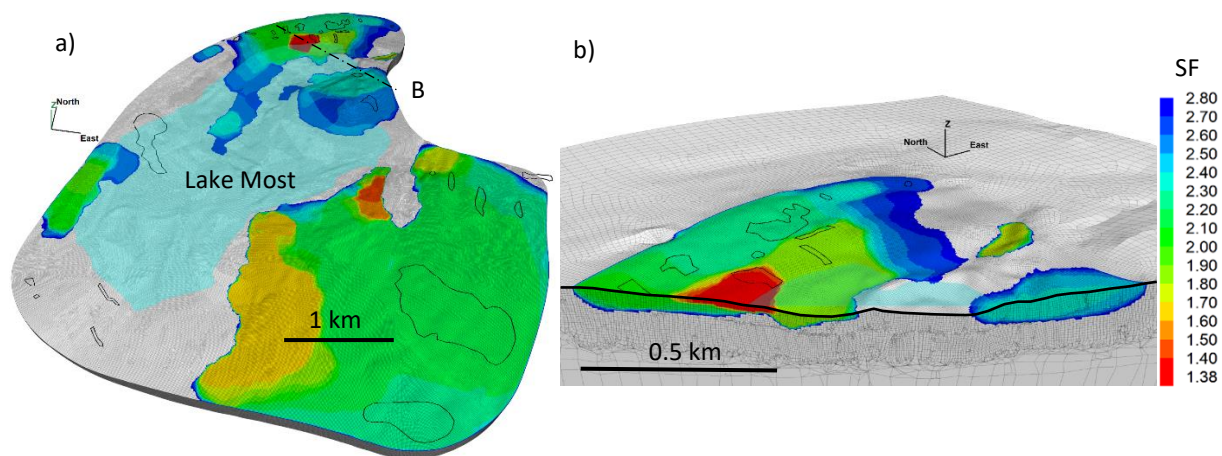 a)
North
Z
East
B
Lake Most
1 km
b)
Z
North
East
0.5 km
SF
2.80
2.70
2.60
2.50
2.40
2.30
2.20
2.10
2.00
1.90
1.80
1.70
1.60
1.50
1.40
1.38